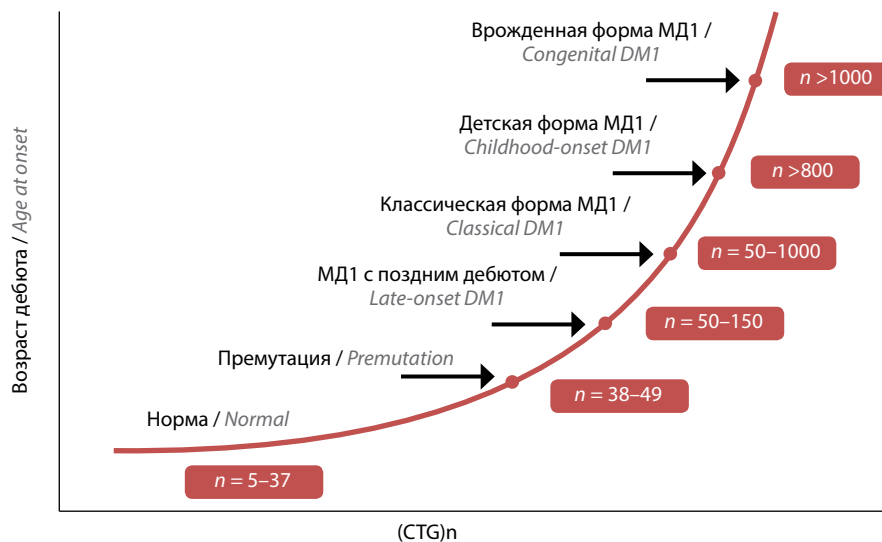 Врожденная форма МД1 /
Congenital DM1
n >1000
Детская форма МД1 /
Childhood-onset DM1
n >800
Классическая форма МД1 /
Classical DM1
n = 50–1000
МД1 с поздним дебютом /
Late-onset DM1
n = 50–150
Премутация / Premutation
n = 38–49
Норма / Normal
n = 5–37
Возраст дебюта / Age at onset
(CTG)n